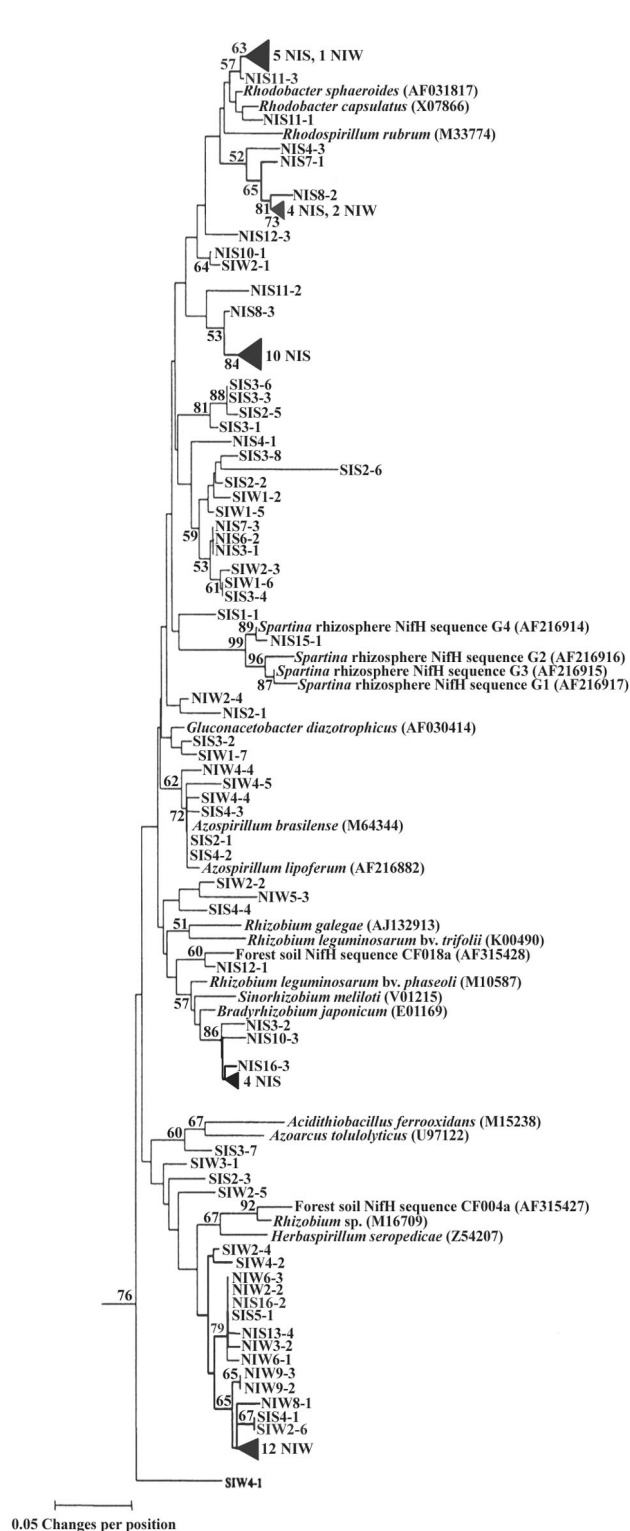 63
5 NIS, 1 NIW
57
NIS11-3
Rhodobacter sphaeroides (AF031817)
Rhodobacter capsulatus (X07866)
NIS11-1
Rhodospirillum rubrum (M33774)
NIS4-3
52
NIS7-1
65
NIS8-2
81
4 NIS, 2 NIW
73
NIS12-3
NIS10-1
64
SIW2-1
NIS11-2
NIS8-3
53
10 NIS
84
SIS3-6
88
SIS3-3
81
SIS2-5
SIS3-1
NIS4-1
SIS3-8
SIS2-6
SIS2-2
SIW1-2
SIW1-5
NIS7-3
59
NIS6-2
NIS3-1
53
SIW2-3
SIW1-6
61
SIS3-4
SIS1-1
89
Spartina rhizosphere NifH sequence G4 (AF216914)
99
NIS15-1
96
Spartina rhizosphere NifH sequence G2 (AF216916)
Spartina rhizosphere NifH sequence G3 (AF216915)
87
Spartina rhizosphere NifH sequence G1 (AF216917)
NIW2-4
NIS2-1
Gluconacetobacter diazotrophicus (AF030414)
SIS3-2
SIW1-7
NIW4-4
62
SIW4-5
SIW4-4
SIS4-3
72
Azospirillum brasilense (M64344)
SIS2-1
SIS4-2
Azospirillum lipoferum (AF216882)
SIW2-2
NIW5-3
SIS4-4
51
Rhizobium galegae (AJ132913)
Rhizobium leguminosarum bv. trifolii (K00490)
60
Forest soil NifH sequence CF018a (AF315428)
NIS12-1
Rhizobium leguminosarum bv. phaseoli (M10587)
57
Sinorhizobium meliloti (V01215)
Bradyrhizobium japonicum (E01169)
NIS3-2
86
NIS10-3
NIS16-3
4 NIS
67
Acidithiobacillus ferrooxidans (M15238)
60
Azoarcus tolulolyticus (U97122)
SIS3-7
SIW3-1
SIS2-3
SIW2-5
92
Forest soil NifH sequence CF004a (AF315427)
67
Rhizobium sp. (M16709)
Herbaspirillum seropedicae (Z54207)
SIW2-4
SIW4-2
NIW6-3
NIW2-2
76
NIS16-2
SIS5-1
79
NIS13-4
NIW3-2
NIW6-1
65
NIW9-3
NIW9-2
65
NIW8-1
67
SIS4-1
SIW2-6
12 NIW
SIW4-1
0.05 Changes per position